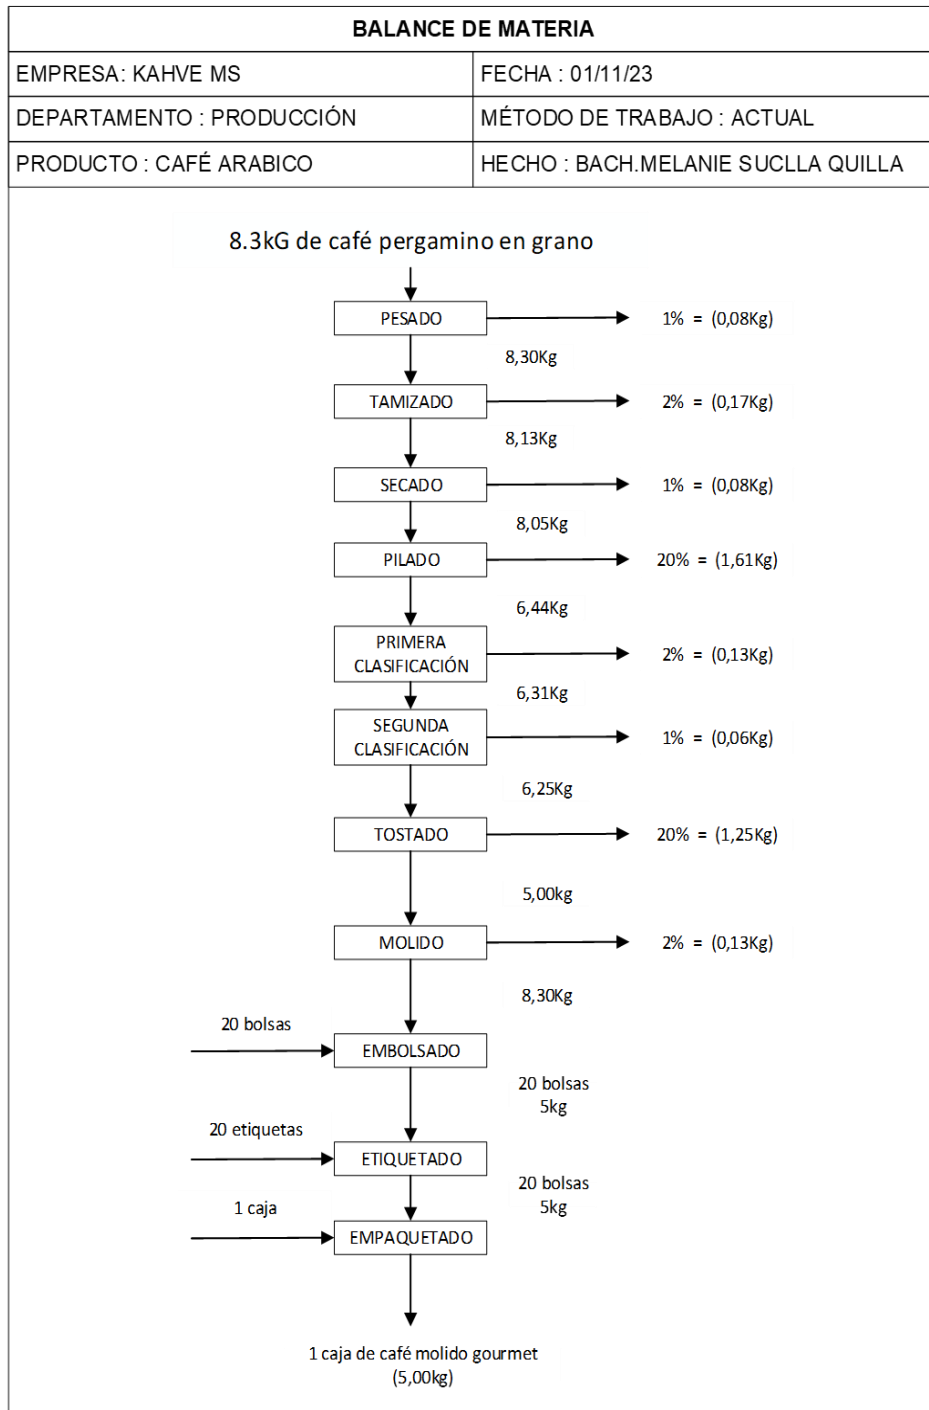 BALANCE DE MATERIA
EMPRESA: KAHVE MS
FECHA : 01/11/23
DEPARTAMENTO : PRODUCCIÓN
MÉTODO DE TRABAJO : ACTUAL
PRODUCTO : CAFÉ ARABICO
HECHO : BACH.MELANIE SUCLLA QUILLA
8.3kG de café pergamino en grano
PESADO
1% = (0,08Kg)
8,30Kg
TAMIZADO
2% = (0,17Kg)
8,13Kg
SECADO
1% = (0,08Kg)
8,05Kg
PILADO
20% = (1,61Kg)
6,44Kg
PRIMERA
CLASIFICACIÓN
2% = (0,13Kg)
6,31Kg
SEGUNDA
CLASIFICACIÓN
1% = (0,06Kg)
6,25Kg
TOSTADO
20% = (1,25Kg)
5,00kg
MOLIDO
2% = (0,13Kg)
8,30Kg
20 bolsas
EMBOLSADO
20 bolsas
5kg
20 etiquetas
ETIQUETADO
20 bolsas
5kg
1 caja
EMPAQUETADO
1 caja de café molido gourmet
(5,00kg)